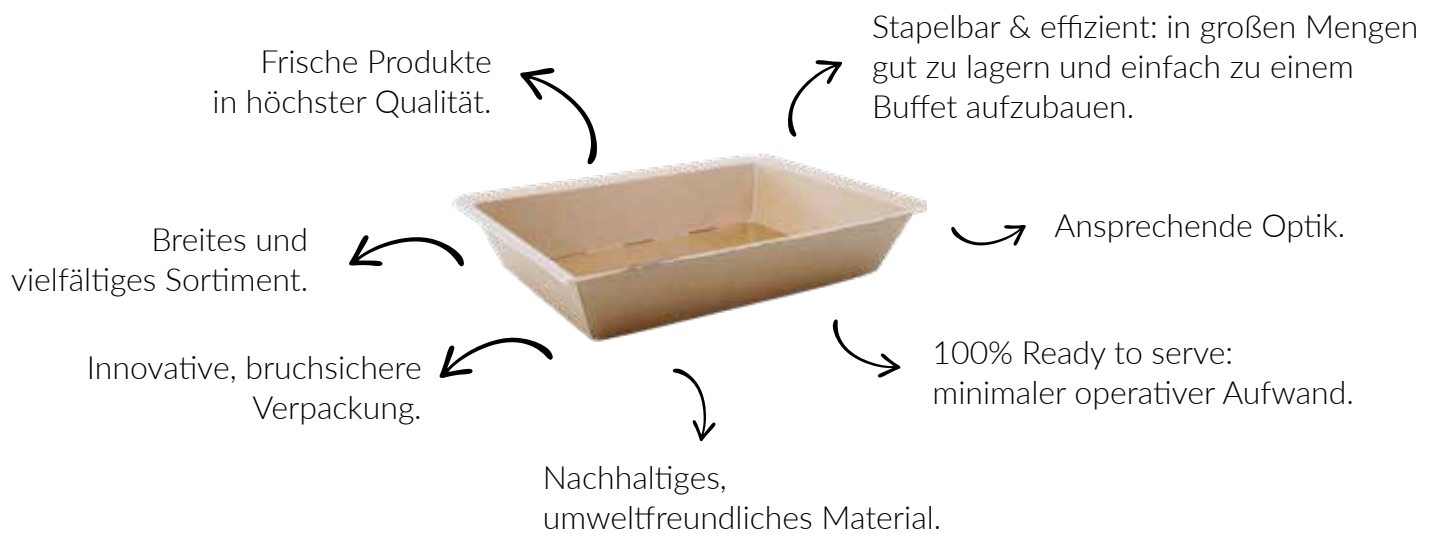 Frische Produkte
in höchster Qualität.
Stapelbar & effizient: in großen Mengen
gut zu lagern und einfach zu einem
Buffet aufzubauen.
Breites und
vielfältiges Sortiment.
Ansprechende Optik.
Innovative, bruchsichere
Verpackung.
100% Ready to serve:
minimaler operativer Aufwand.
Nachhaltiges,
umweltfreundliches Material.